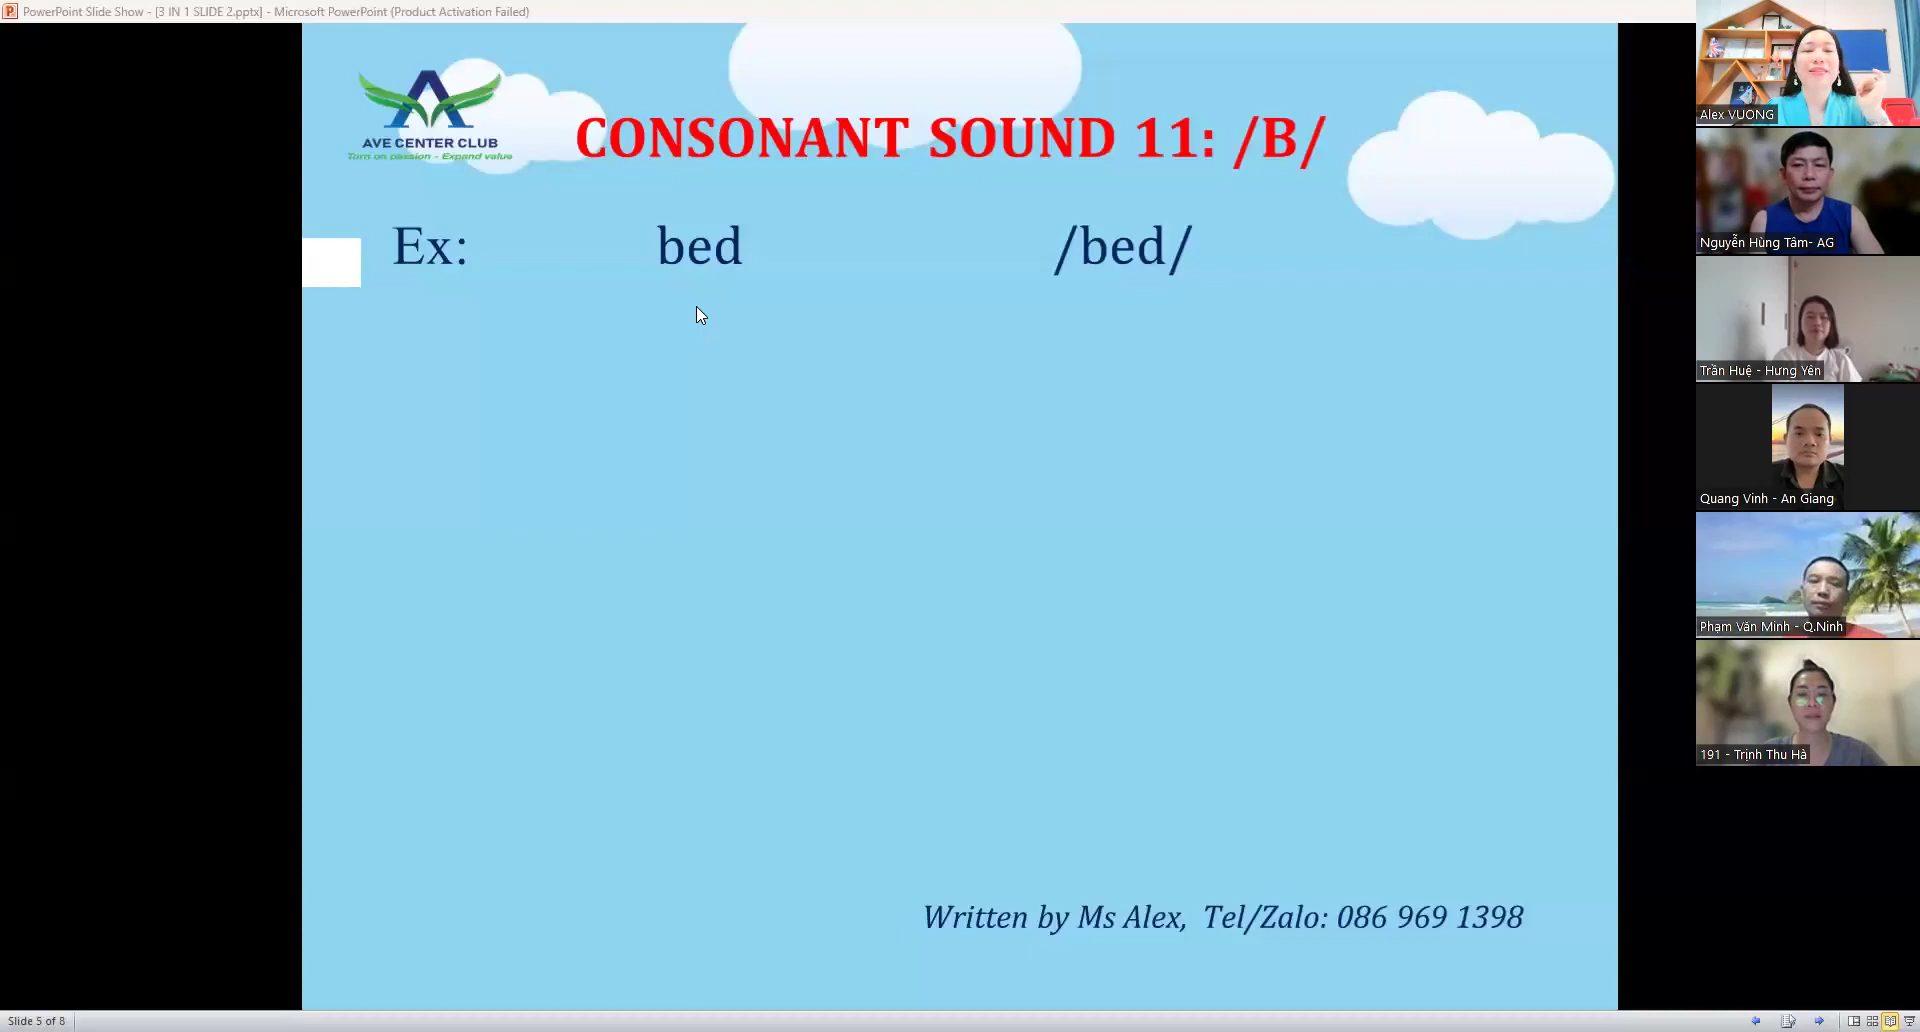 PowerPoint Slide Show - [3 IN 1 SLIDE 2.pptx] - Microsoft PowerPoint (Product Activation Failed)
AVE CENTER CLUB
Turn on passion - Expand value
CONSONANT SOUND 11: /B/
Ex: bed /bed/
Written by Ms Alex, Tel/Zalo: 086 969 1398
Alex VUONG
Nguyễn Hùng Tâm- AG
Trần Huệ - Hưng Yên
Quang Vinh - An Giang
Phạm Văn Minh - Q.Ninh
191 - Trịnh Thu Hà
Slide 5 of 8